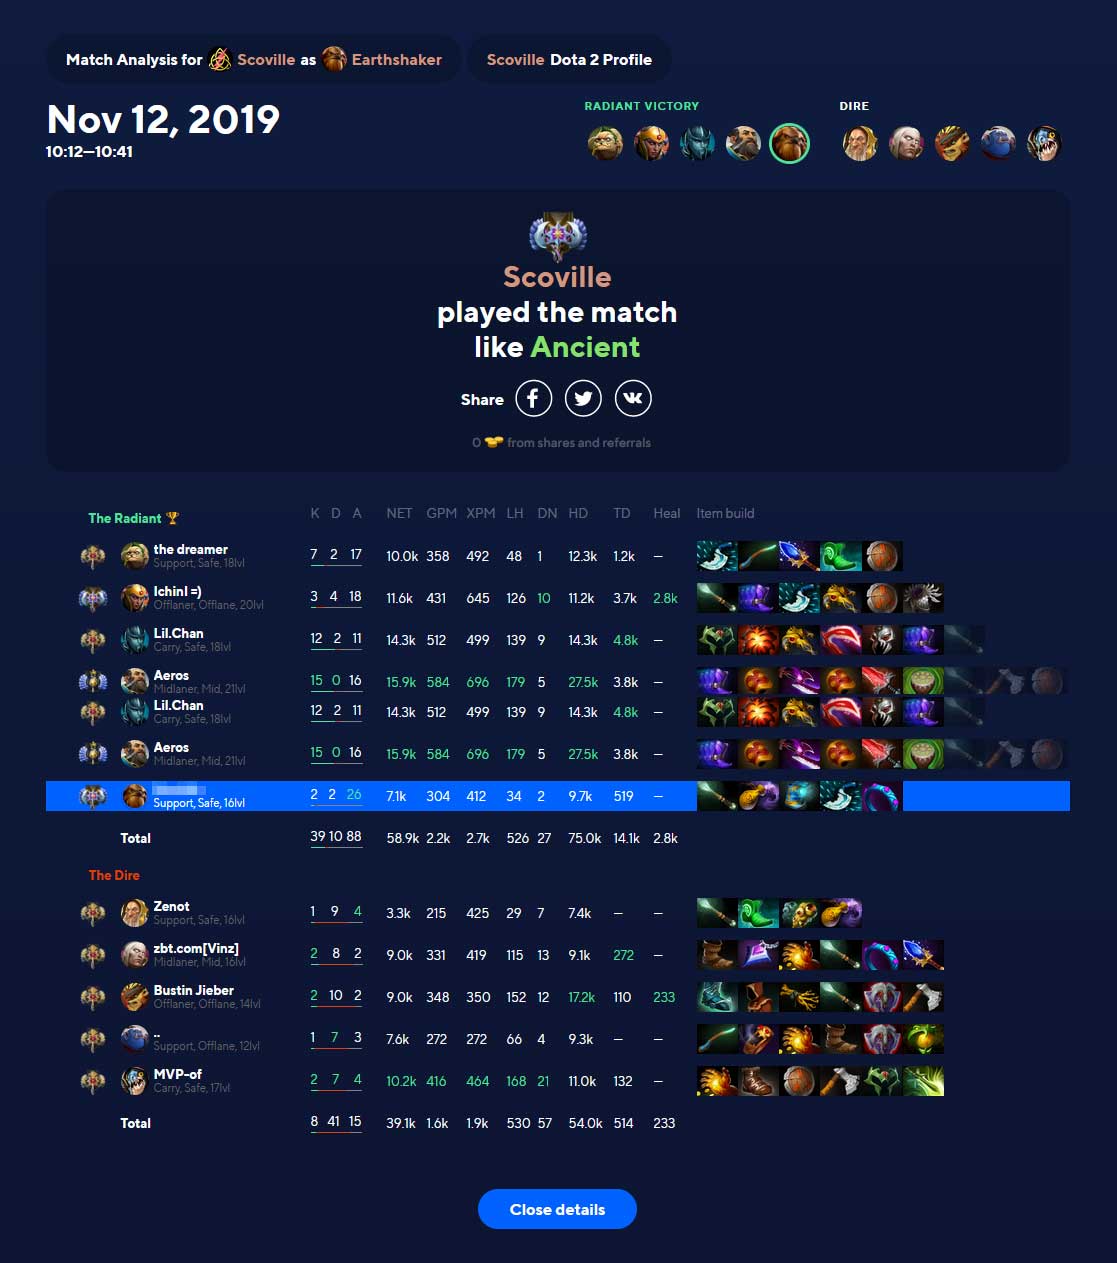 Match Analysis for Scoville as Earthshaker
Scoville Dota 2 Profile
Nov 12, 2019
10:12—10:41
RADIANT VICTORY
DIRE
Scoville
played the match
like Ancient
Share
0 from shares and referrals
The Radiant K D A NET GPM XPM LH DN HD TD Heal Item build
the dreamer
Support, Safe, 18lvl
7 2 17 10.0k 358 492 48 1 12.3k 1.2k —
Ichinl =)
Offlaner, Offlane, 20lvl
3 4 18 11.6k 431 645 126 10 11.2k 3.7k 2.8k
Lil.Chan
Carry, Safe, 18lvl
12 2 11 14.3k 512 499 139 9 14.3k 4.8k —
Aeros
Midlaner, Mid, 21lvl
15 0 16 15.9k 584 696 179 5 27.5k 3.8k —
Lil.Chan
Carry, Safe, 18lvl
12 2 11 14.3k 512 499 139 9 14.3k 4.8k —
Aeros
Midlaner, Mid, 21lvl
15 0 16 15.9k 584 696 179 5 27.5k 3.8k —
Support, Safe, 16lvl
2 2 26 7.1k 304 412 34 2 9.7k 519 —
Total 39 10 88 58.9k 2.2k 2.7k 526 27 75.0k 14.1k 2.8k
The Dire
Zenot
Support, Safe, 16lvl
1 9 4 3.3k 215 425 29 7 7.4k — —
zbt.com[Vinz]
Midlaner, Mid, 16lvl
2 8 2 9.0k 331 419 115 13 9.1k 272 —
Bustin Jieber
Offlaner, Offlane, 14lvl
2 10 2 9.0k 348 350 152 12 17.2k 110 233
..
Support, Offlane, 12lvl
1 7 3 7.6k 272 272 66 4 9.3k — —
MVP-of
Carry, Safe, 17lvl
2 7 4 10.2k 416 464 168 21 11.0k 132 —
Total 8 41 15 39.1k 1.6k 1.9k 530 57 54.0k 514 233
Close details